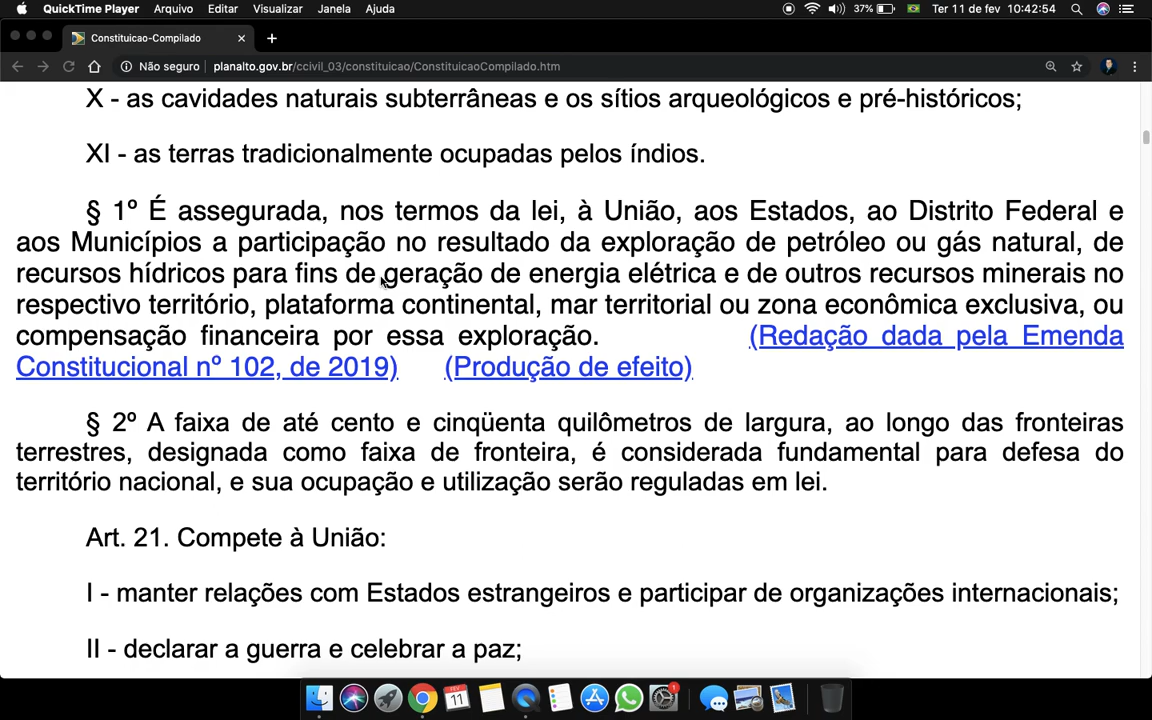 QuickTime Player Arquivo Editar Visualizar Janela Ajuda 37% Ter 11 de fev 10:42:54
Constituicao-Compilado
Não seguro planalto.gov.br/ccivil_03/constituicao/ConstituicaoCompilado.htm
X - as cavidades naturais subterrâneas e os sítios arqueológicos e pré-históricos;
XI - as terras tradicionalmente ocupadas pelos índios.
§ 1º É assegurada, nos termos da lei, à União, aos Estados, ao Distrito Federal e
aos Municípios a participação no resultado da exploração de petróleo ou gás natural, de
recursos hídricos para fins de geração de energia elétrica e de outros recursos minerais no
respectivo território, plataforma continental, mar territorial ou zona econômica exclusiva, ou
compensação financeira por essa exploração. (Redação dada pela Emenda
Constitucional nº 102, de 2019) (Produção de efeito)
§ 2º A faixa de até cento e cinqüenta quilômetros de largura, ao longo das fronteiras
terrestres, designada como faixa de fronteira, é considerada fundamental para defesa do
território nacional, e sua ocupação e utilização serão reguladas em lei.
Art. 21. Compete à União:
I - manter relações com Estados estrangeiros e participar de organizações internacionais;
II - declarar a guerra e celebrar a paz;
FEV
11
1